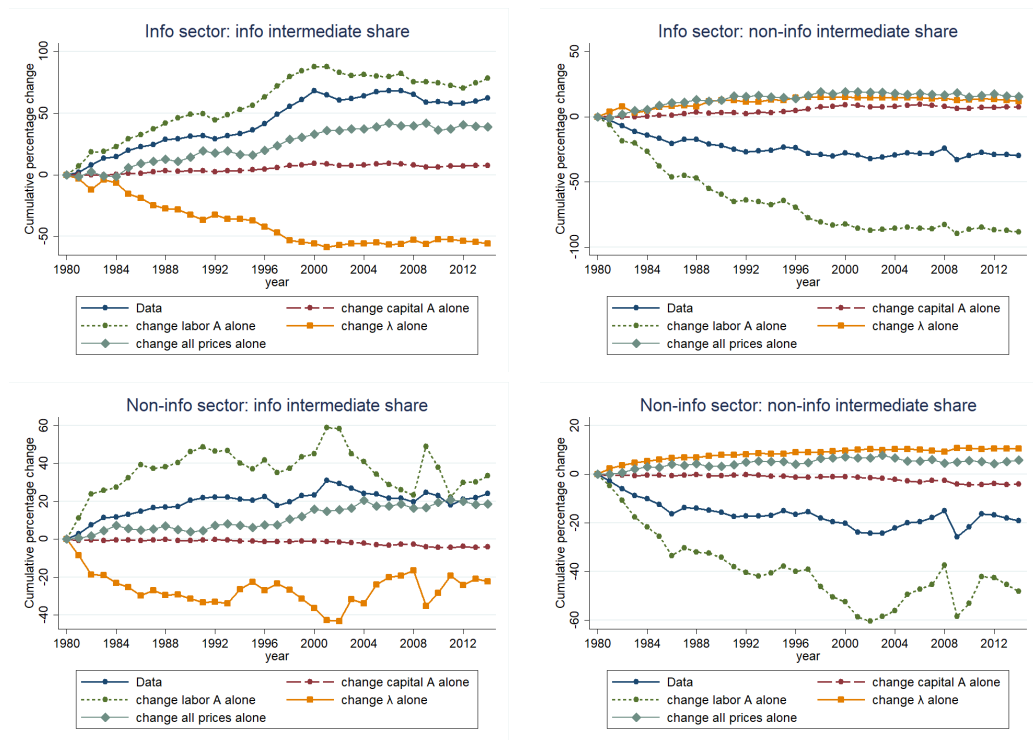 Info sector: info intermediate share
Cumulative percentage change
100
50
0
-50
1980 1984 1988 1992 1996 2000 2004 2008 2012
year
Data
change capital A alone
change labor A alone
change λ alone
change all prices alone
Info sector: non-info intermediate share
Cumulative percentage change
50
0
-50
-100
1980 1984 1988 1992 1996 2000 2004 2008 2012
year
Data
change capital A alone
change labor A alone
change λ alone
change all prices alone
Non-info sector: info intermediate share
Cumulative percentage change
60
40
20
0
-20
-40
1980 1984 1988 1992 1996 2000 2004 2008 2012
year
Data
change capital A alone
change labor A alone
change λ alone
change all prices alone
Non-info sector: non-info intermediate share
Cumulative percentage change
20
0
-20
-40
-60
1980 1984 1988 1992 1996 2000 2004 2008 2012
year
Data
change capital A alone
change labor A alone
change λ alone
change all prices alone